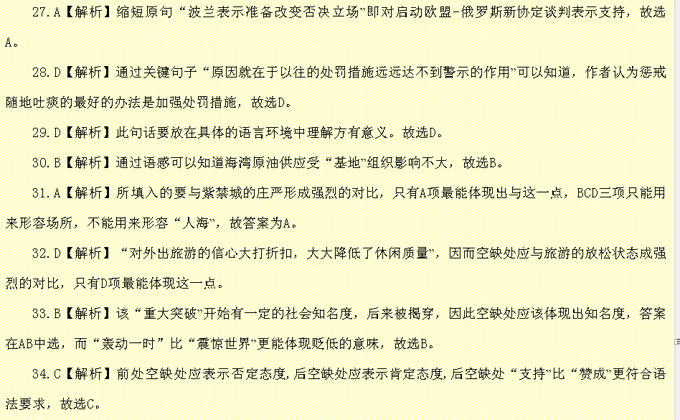 27.A【解析】缩短原句“波兰表示准备改变否决立场”即对启动欧盟-俄罗斯新协定谈判表示支持，故选
A。
28.D【解析】通过关键句子“原因就在于以往的处罚措施远远达不到警示的作用”可以知道，作者认为惩戒
随地吐痰的最好的办法是加强处罚措施，故选D。
29.D【解析】此句话要放在具体的语言环境中理解方有意义。故选D。
30.B【解析】通过语感可以知道海湾原油供应受“基地”组织影响不大，故选B。
31.A【解析】所填入的要与紫禁城的庄严形成强烈的对比，只有A项最能体现出与这一点，BCD三项只能用
来形容场所，不能用来形容“人海”，故答案为A。
32.D【解析】“对外出旅游的信心大打折扣，大大降低了休闲质量”，因而空缺处应与旅游的放松状态成强
烈的对比，只有D项最能体现这一点。
33.B【解析】该“重大突破”开始有一定的社会知名度，后来被揭穿，因此空缺处应该体现出知名度，答案
在AB中选，而“轰动一时”比“震惊世界”更能体现贬低的意味，故选B。
34.C【解析】前处空缺处应表示否定态度,后空缺处应表示肯定态度,后空缺处“支持”比“赞成”更符合语
法要求，故选C。